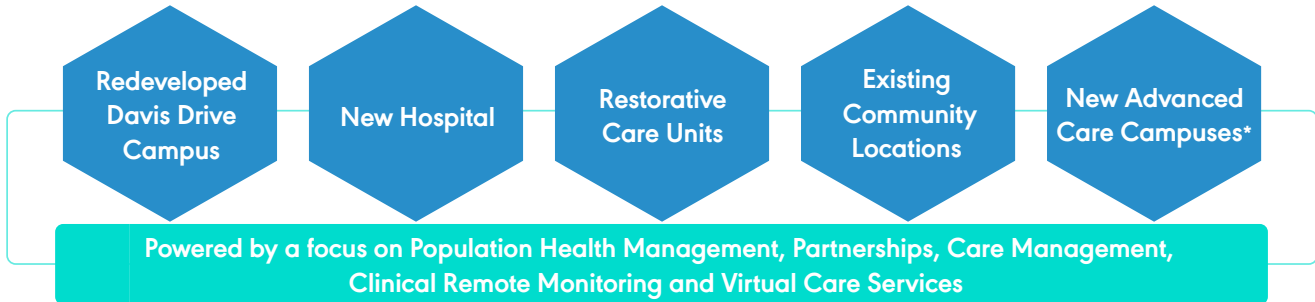 Redeveloped
Davis Drive
Campus
New Hospital
Restorative
Care Units
Existing
Community
Locations
New Advanced
Care Campuses*
Powered by a focus on Population Health Management, Partnerships, Care Management,
Clinical Remote Monitoring and Virtual Care Services